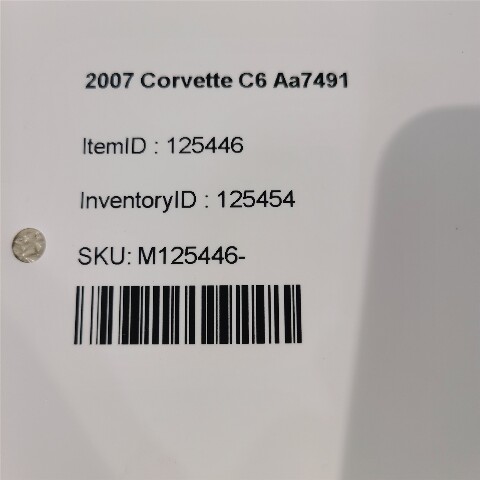 2007 Corvette C6 Aa7491
ItemID : 125446
InventoryID : 125454
SKU: M125446-